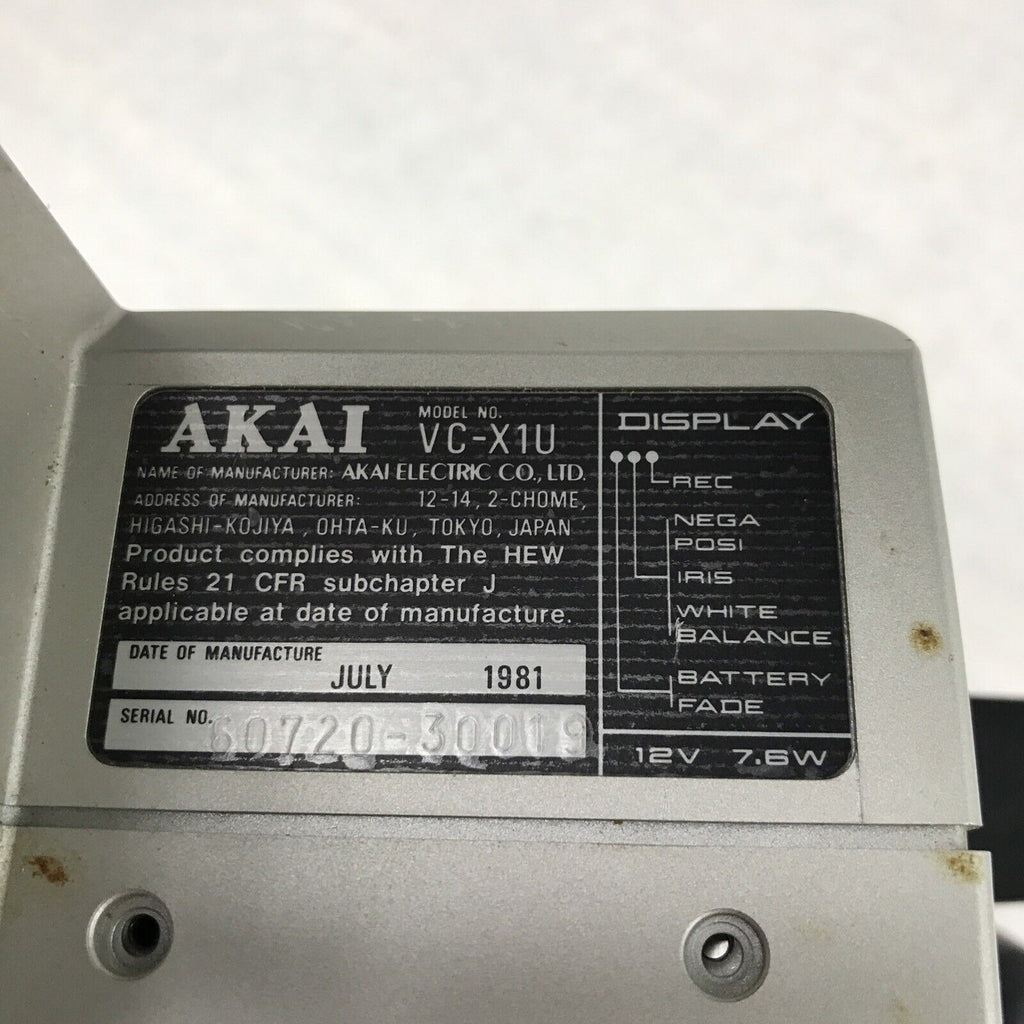 AKAI
MODEL NO.
VC-X1U
NAME OF MANUFACTURER: AKAI ELECTRIC CO., LTD.
ADDRESS OF MANUFACTURER: 12-14, 2-CHOME,
HIGASHI-KOJIYA, OHTA-KU, TOKYO, JAPAN
Product complies with The HEW
Rules 21 CFR subchapter J
applicable at date of manufacture.
DATE OF MANUFACTURE
JULY 1981
SERIAL NO. 60720-30019
DISPLAY
REC
NEGA
POSI
IRIS
WHITE
BALANCE
BATTERY
FADE
12V 7.6W